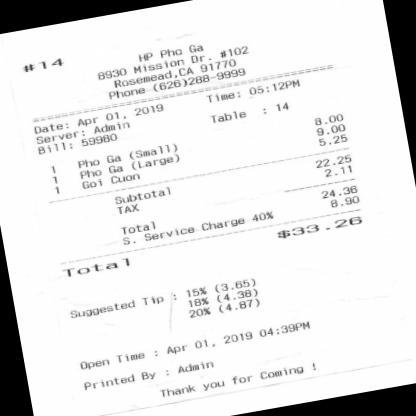 #14
HP Pho Ga
8930 Mission Dr. #102
Rosemead,CA 91770
Phone (626)288-9999
Date: Apr 01, 2019 Time: 05:12PM
Server: Admin
Bill: 59980 Table : 14
1 Pho Ga (Small) 8.00
1 Pho Ga (Large) 9.00
1 Goi Cuon 5.25
Subtotal 22.25
TAX 2.11
Total 24.36
S. Service Charge 40% 8.90
Total $33.26
Suggested Tip : 15% (3.65)
18% (4.38)
20% (4.87)
Open Time : Apr 01, 2019 04:39PM
Printed By : Admin
Thank you for Coming !